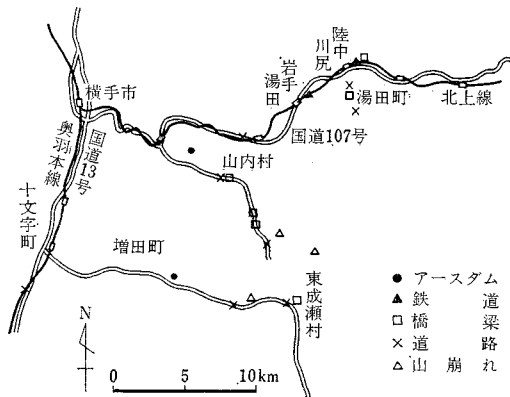 陸中
川尻
岩手
湯田
湯田町
北上線
国道107号
横手市
奥羽本線
国道13号
山内村
十文字町
増田町
東成瀬村
N
0 5 10km
● アースダム
▲ 鉄道
□ 橋梁
× 道路
△ 山崩れ